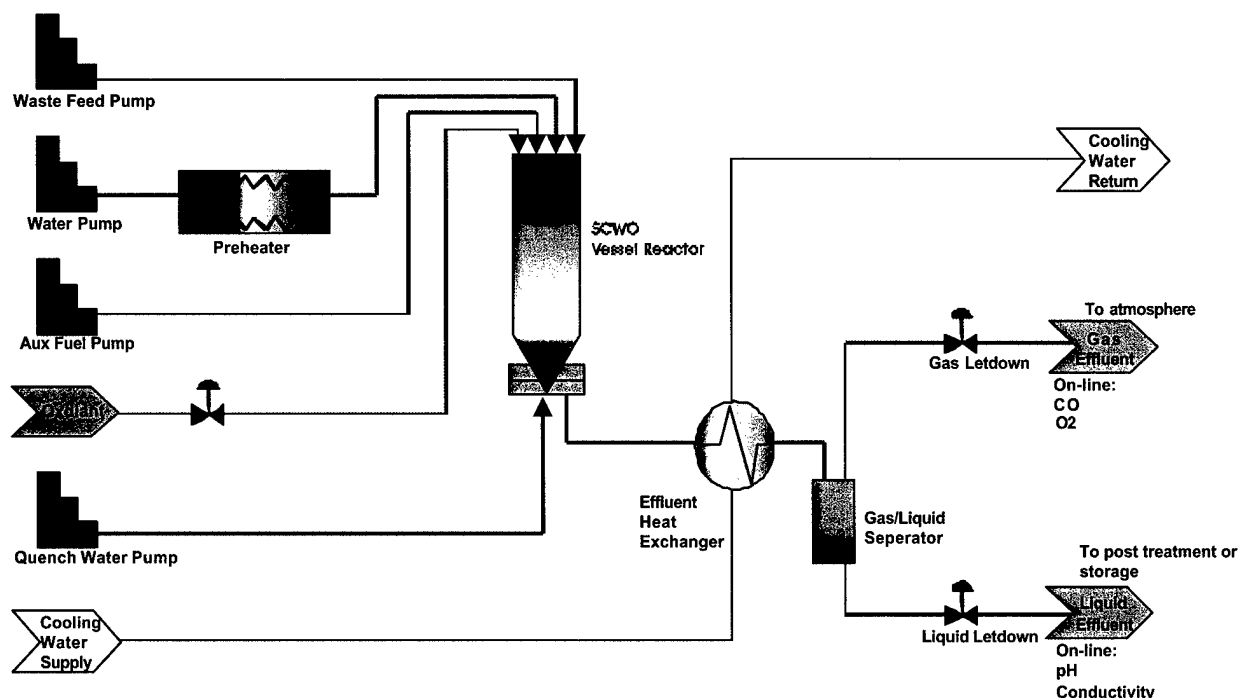 Waste Feed Pump
Water Pump
Preheater
Aux Fuel Pump
Oxdiant
Quench Water Pump
Cooling
Water
Supply
SCWO
Vessel Reactor
Effluent
Heat
Exchanger
Gas/Liquid
Seperator
Cooling
Water
Return
To atmosphere
Gas
Effluent
Gas Letdown
On-line:
CO
O2
To post treatment or
storage
Liquid
Effluent
Liquid Letdown
On-line:
pH
Conductivity